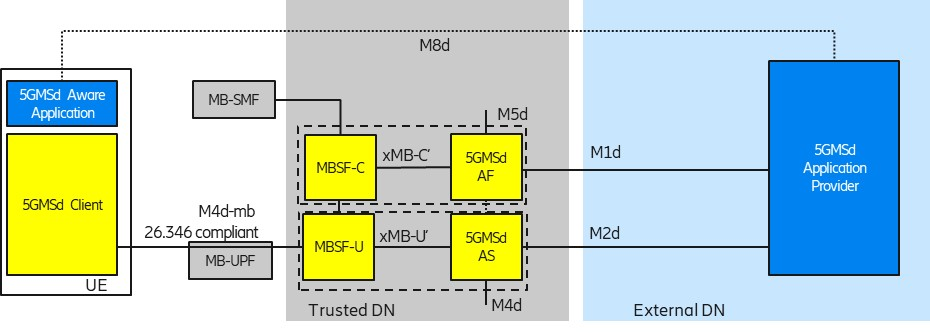 M8d
5GMSd Aware
Application
MB-SMF
M5d
MBSF-C
xMB-C’
5GMSd
AF
M1d
5GMSd
Application
Provider
5GMSd Client
M4d-mb
26.346 compliant
MB-UPF
MBSF-U
xMB-U’
5GMSd
AS
M2d
UE
M4d
Trusted DN
External DN